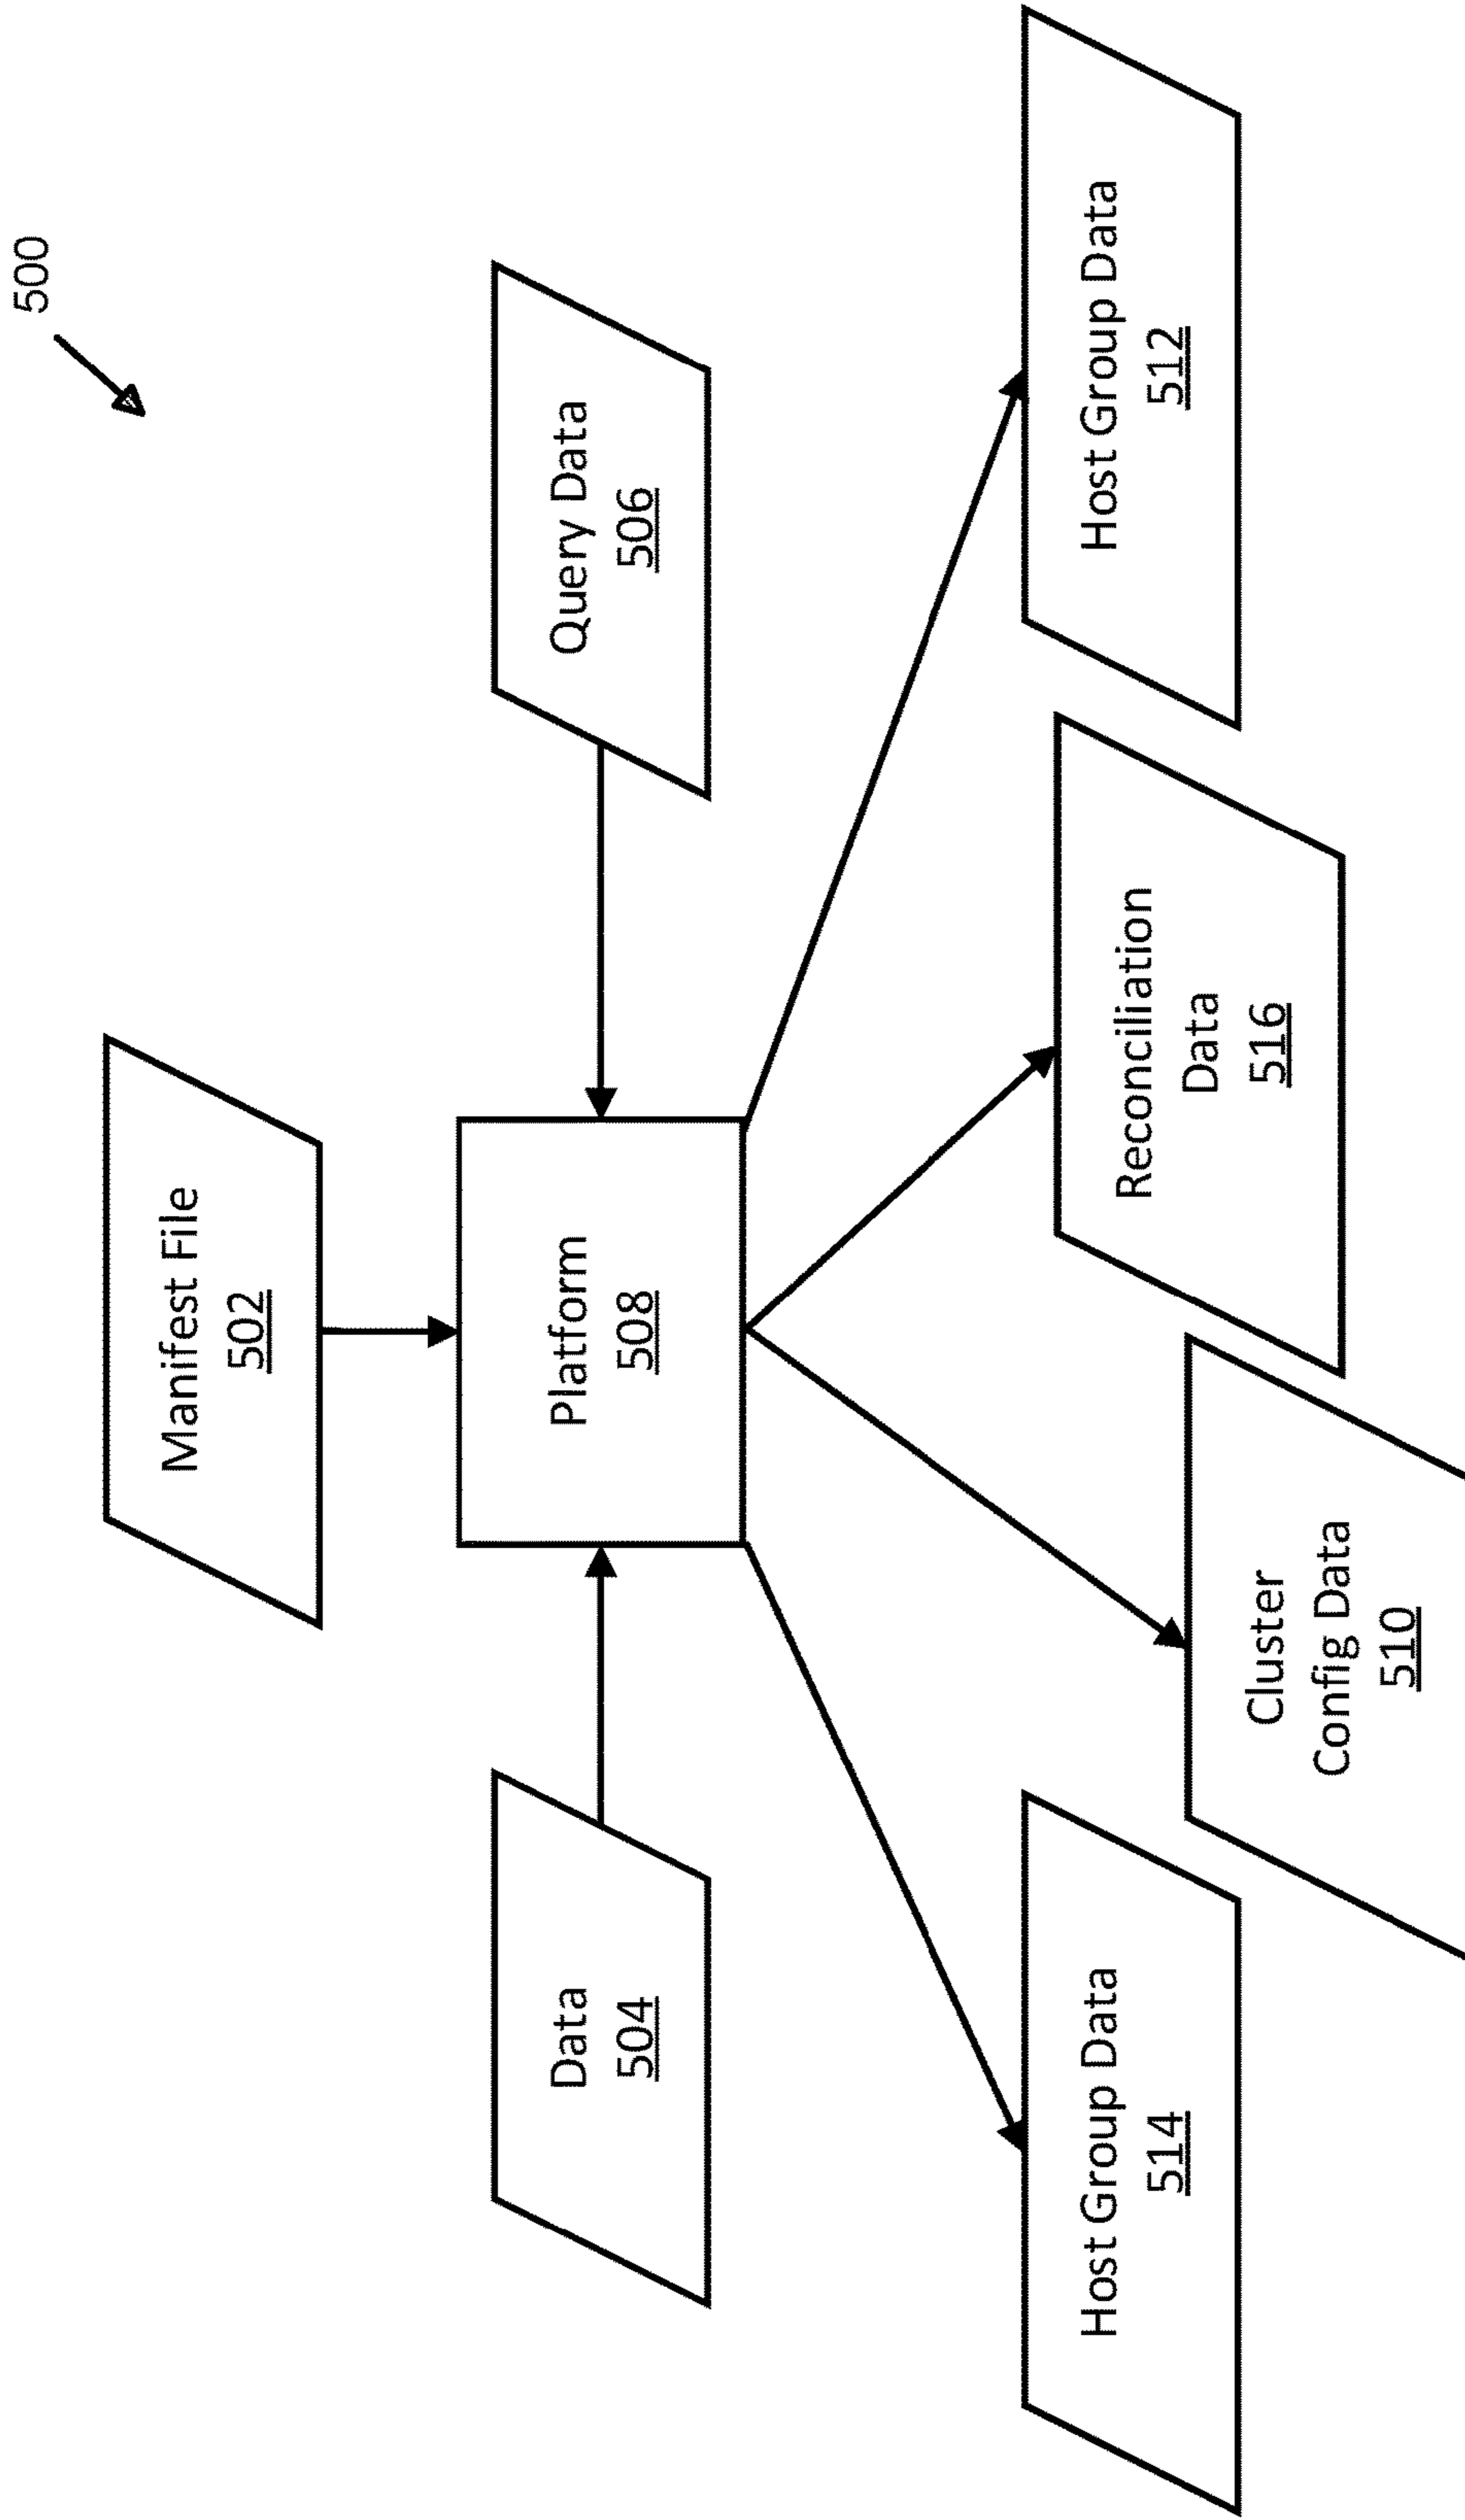 500
Manifest File
502
Data
504
Platform
508
Query Data
506
Host Group Data
514
Cluster
Config Data
510
Reconciliation
Data
516
Host Group Data
512